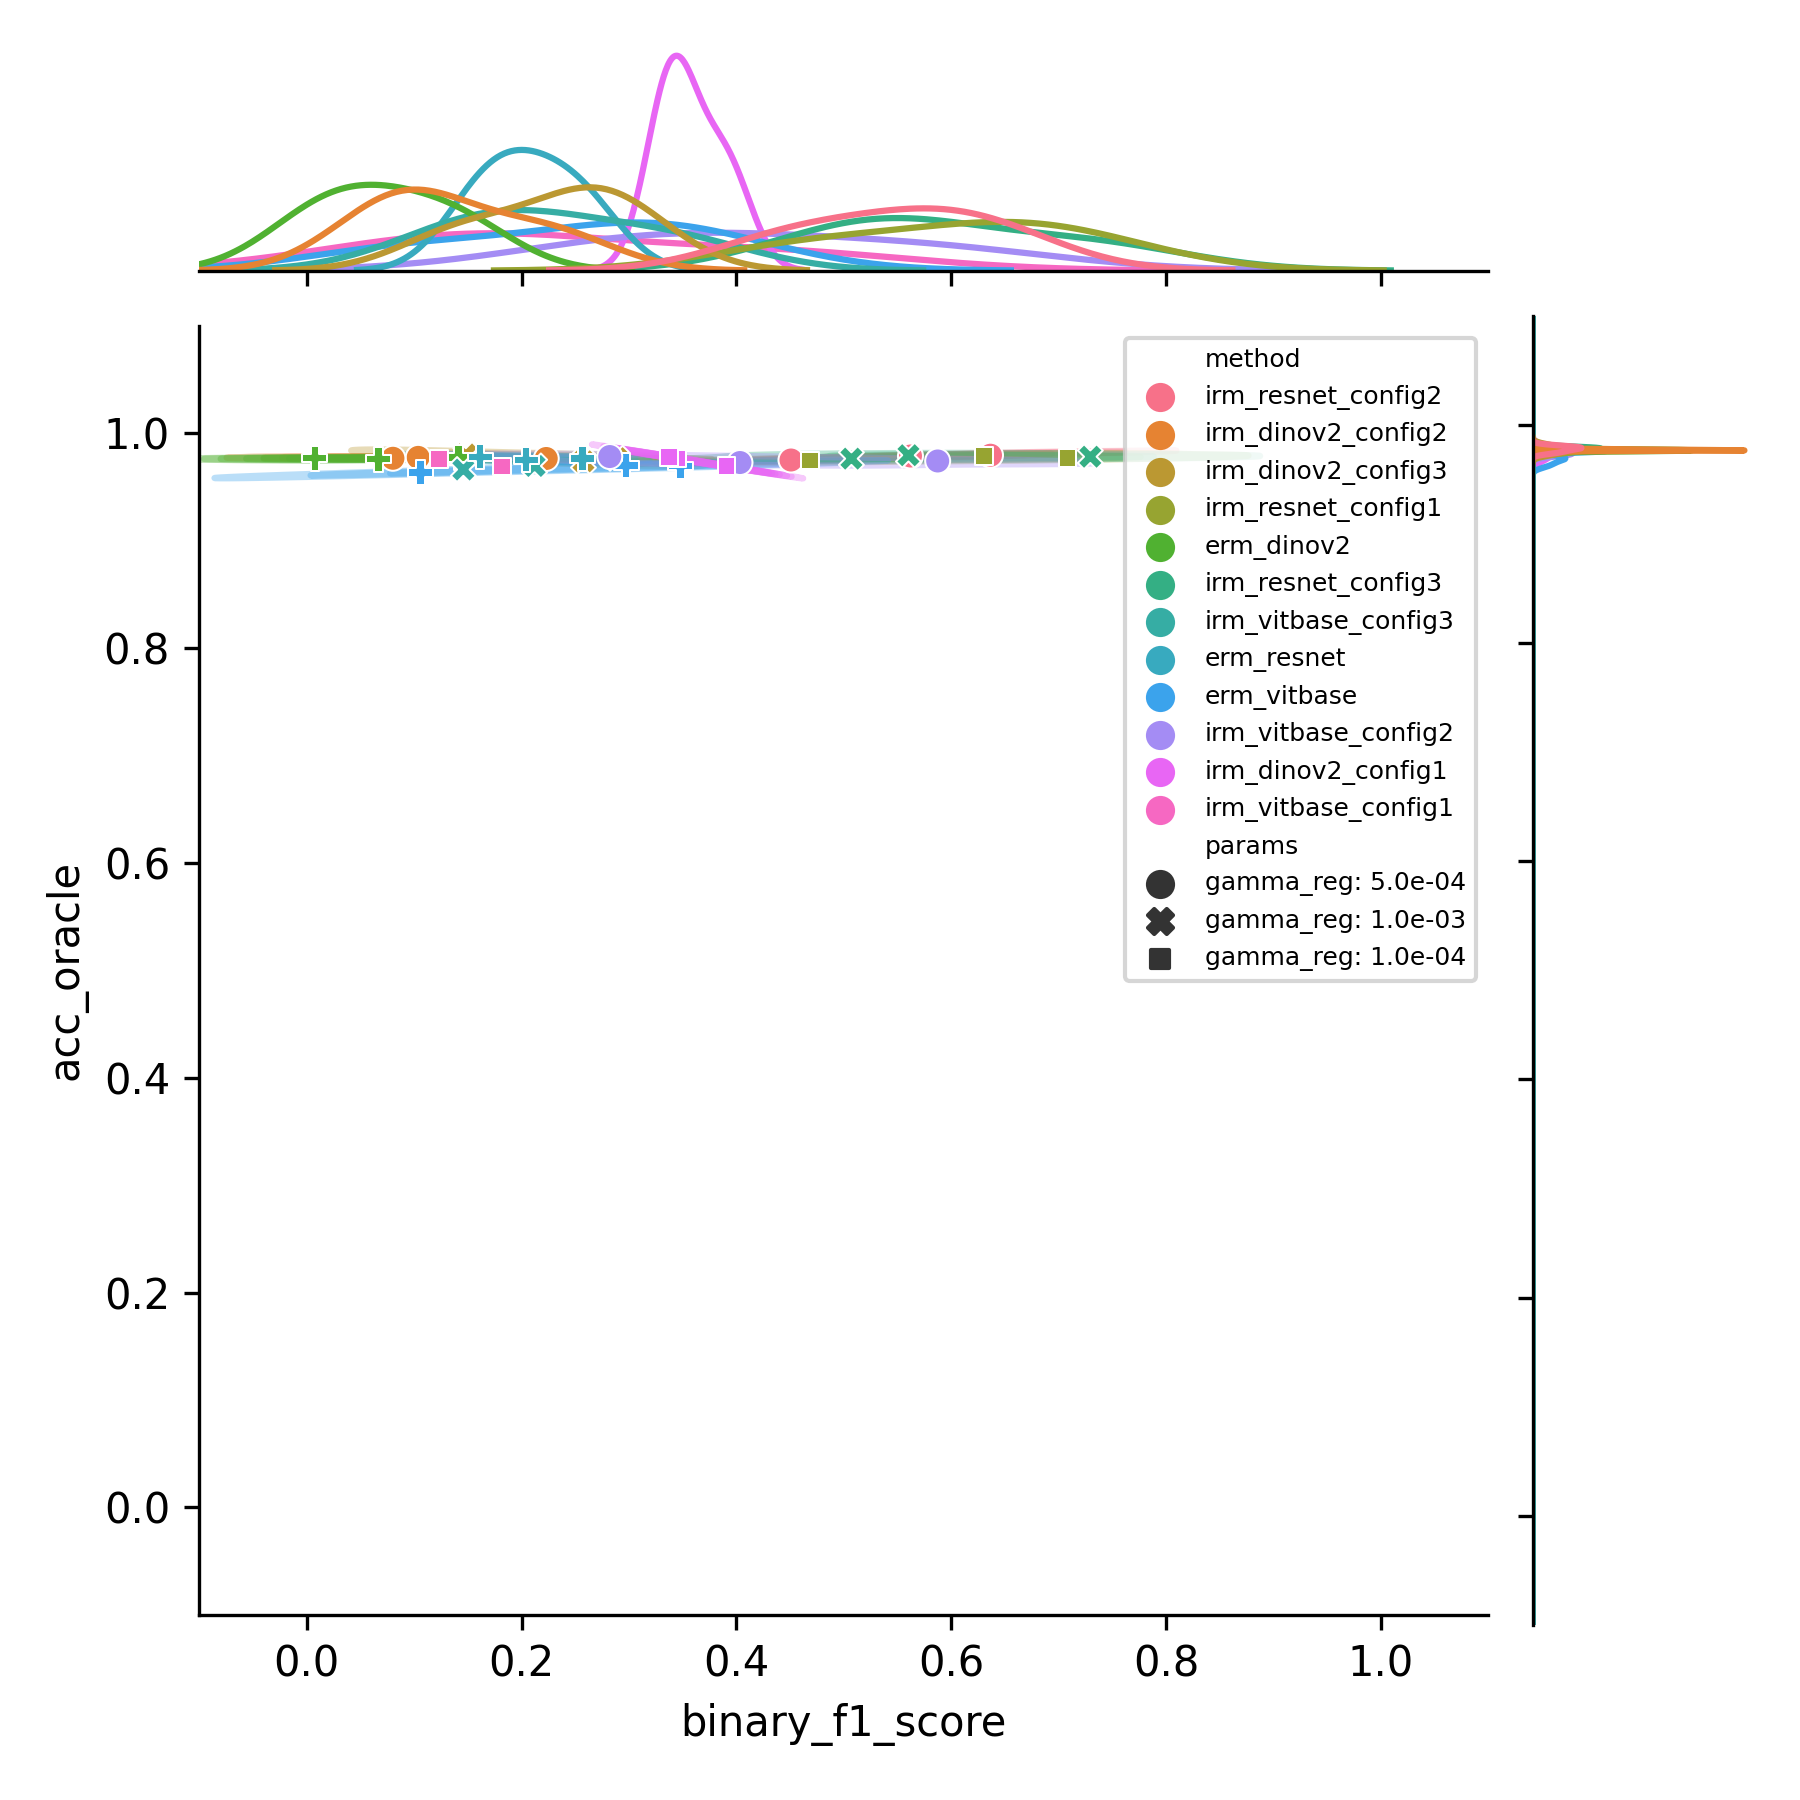 method
irm_resnet_config2
irm_dinov2_config2
irm_dinov2_config3
irm_resnet_config1
erm_dinov2
irm_resnet_config3
irm_vitbase_config3
erm_resnet
erm_vitbase
irm_vitbase_config2
irm_dinov2_config1
irm_vitbase_config1
params
gamma_reg: 5.0e-04
gamma_reg: 1.0e-03
gamma_reg: 1.0e-04
1.0
0.8
0.6
0.4
0.2
0.0
acc_oracle
0.0 0.2 0.4 0.6 0.8 1.0
binary_f1_score